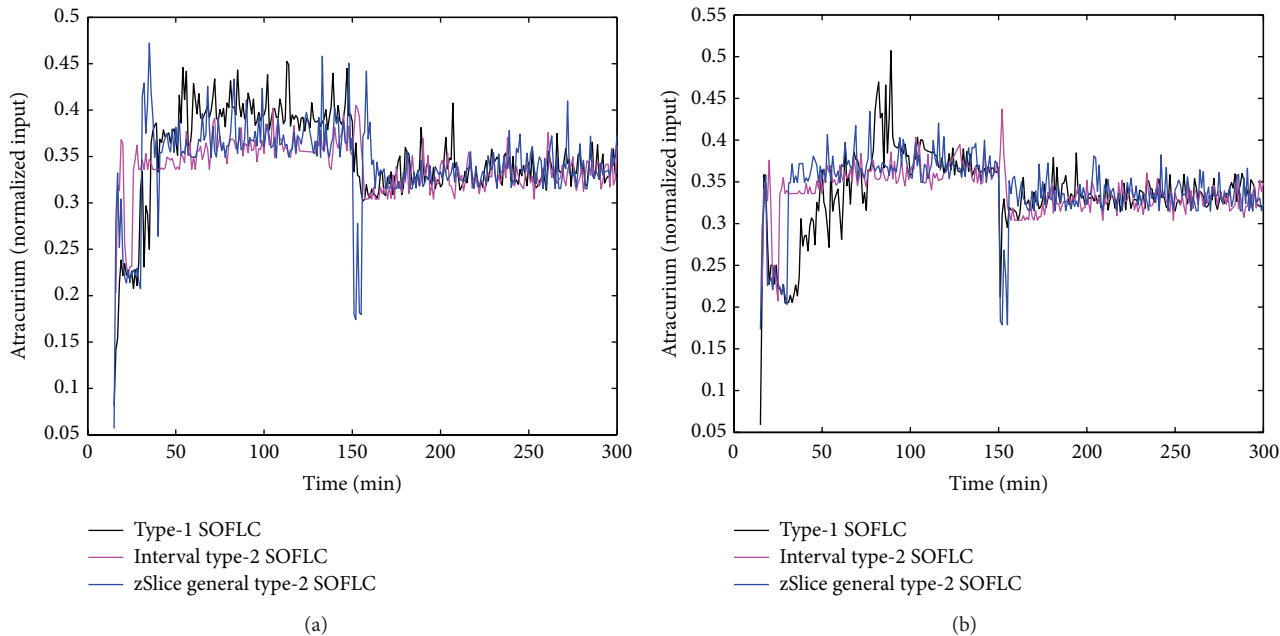 0.5
0.45
0.4
0.35
0.3
0.25
0.2
0.15
0.1
0.05
Atracurium (normalized input)
0 50 100 150 200 250 300
Time (min)
Type-1 SOFLC
Interval type-2 SOFLC
zSlice general type-2 SOFLC
(a)
0.55
0.5
0.45
0.4
0.35
0.3
0.25
0.2
0.15
0.1
0.05
Atracurium (normalized input)
0 50 100 150 200 250 300
Time (min)
Type-1 SOFLC
Interval type-2 SOFLC
zSlice general type-2 SOFLC
(b)